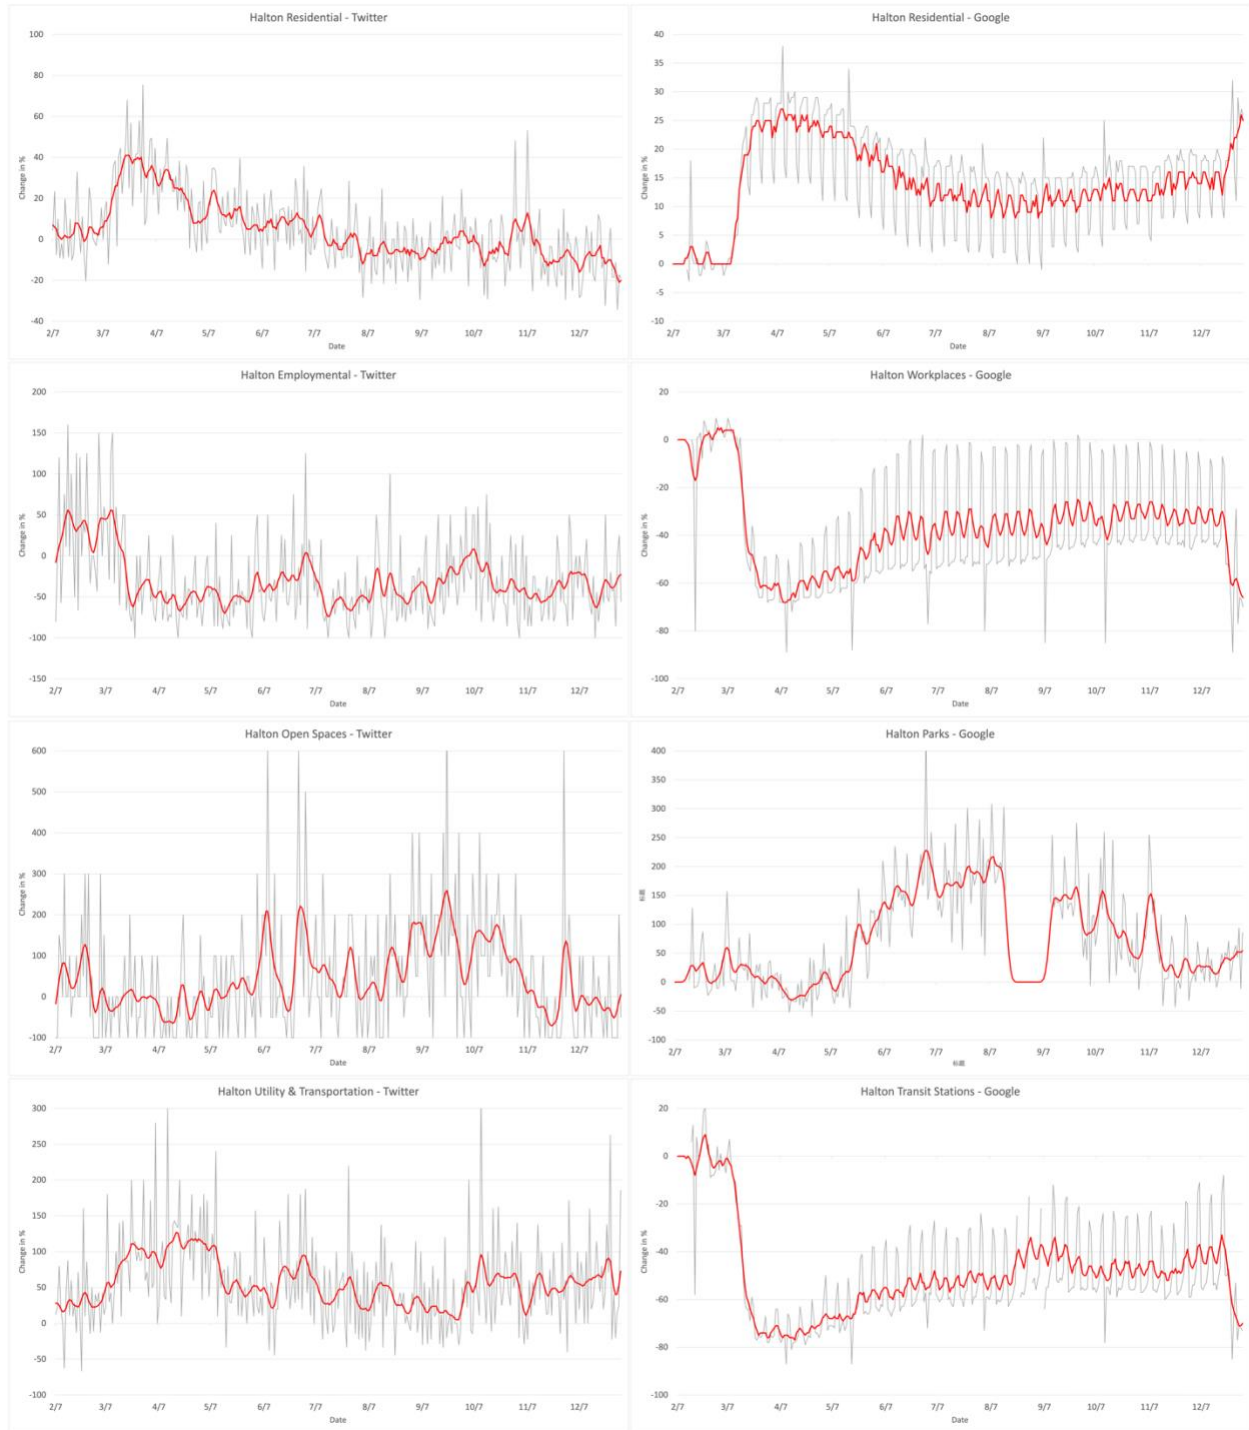 Halton Residential - Twitter
100
80
60
40
20
0
-20
-40
Change in %
2/7 3/7 4/7 5/7 6/7 7/7 8/7 9/7 10/7 11/7 12/7
Date
Halton Residential - Google
40
35
30
25
20
15
10
5
0
-5
-10
Change in %
2/7 3/7 4/7 5/7 6/7 7/7 8/7 9/7 10/7 11/7 12/7
Date
Halton Employmental - Twitter
200
150
100
50
0
-50
-100
-150
Change in %
2/7 3/7 4/7 5/7 6/7 7/7 8/7 9/7 10/7 11/7 12/7
Date
Halton Workplaces - Google
20
0
-20
-40
-60
-80
-100
Change in %
2/7 3/7 4/7 5/7 6/7 7/7 8/7 9/7 10/7 11/7 12/7
Date
Halton Open Spaces - Twitter
600
500
400
300
200
100
0
-100
Change in %
2/7 3/7 4/7 5/7 6/7 7/7 8/7 9/7 10/7 11/7 12/7
Date
Halton Parks - Google
400
350
300
250
200
150
100
50
0
-50
-100
2/7 3/7 4/7 5/7 6/7 7/7 8/7 9/7 10/7 11/7 12/7
Halton Utility & Transportation - Twitter
300
250
200
150
100
50
0
-50
-100
Change in %
2/7 3/7 4/7 5/7 6/7 7/7 8/7 9/7 10/7 11/7 12/7
Date
Halton Transit Stations - Google
20
0
-20
-40
-60
-80
-100
Change in %
2/7 3/7 4/7 5/7 6/7 7/7 8/7 9/7 10/7 11/7 12/7
Date